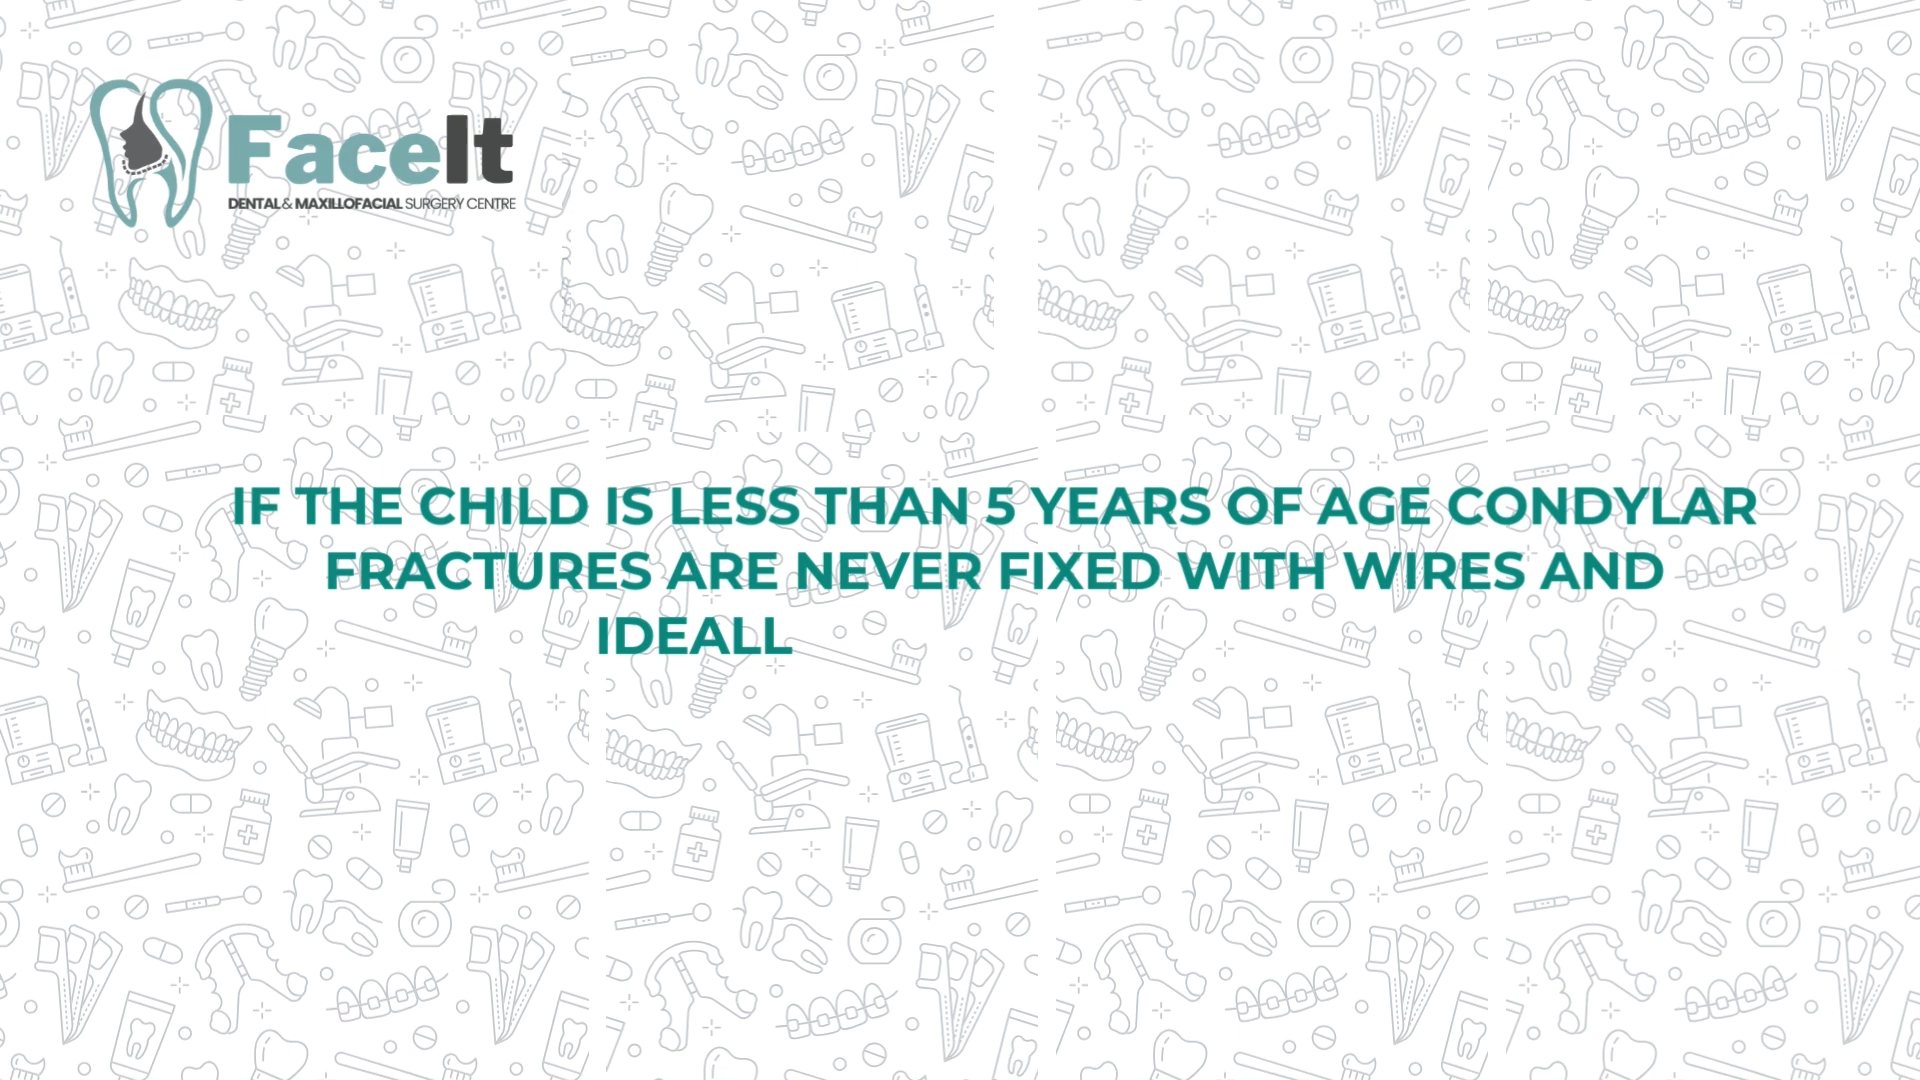 FaceIt
DENTAL & MAXILLOFACIAL SURGERY CENTRE
IF THE CHILD IS LESS THAN 5 YEARS OF AGE CONDYLAR
FRACTURES ARE NEVER FIXED WITH WIRES AND
IDEALL